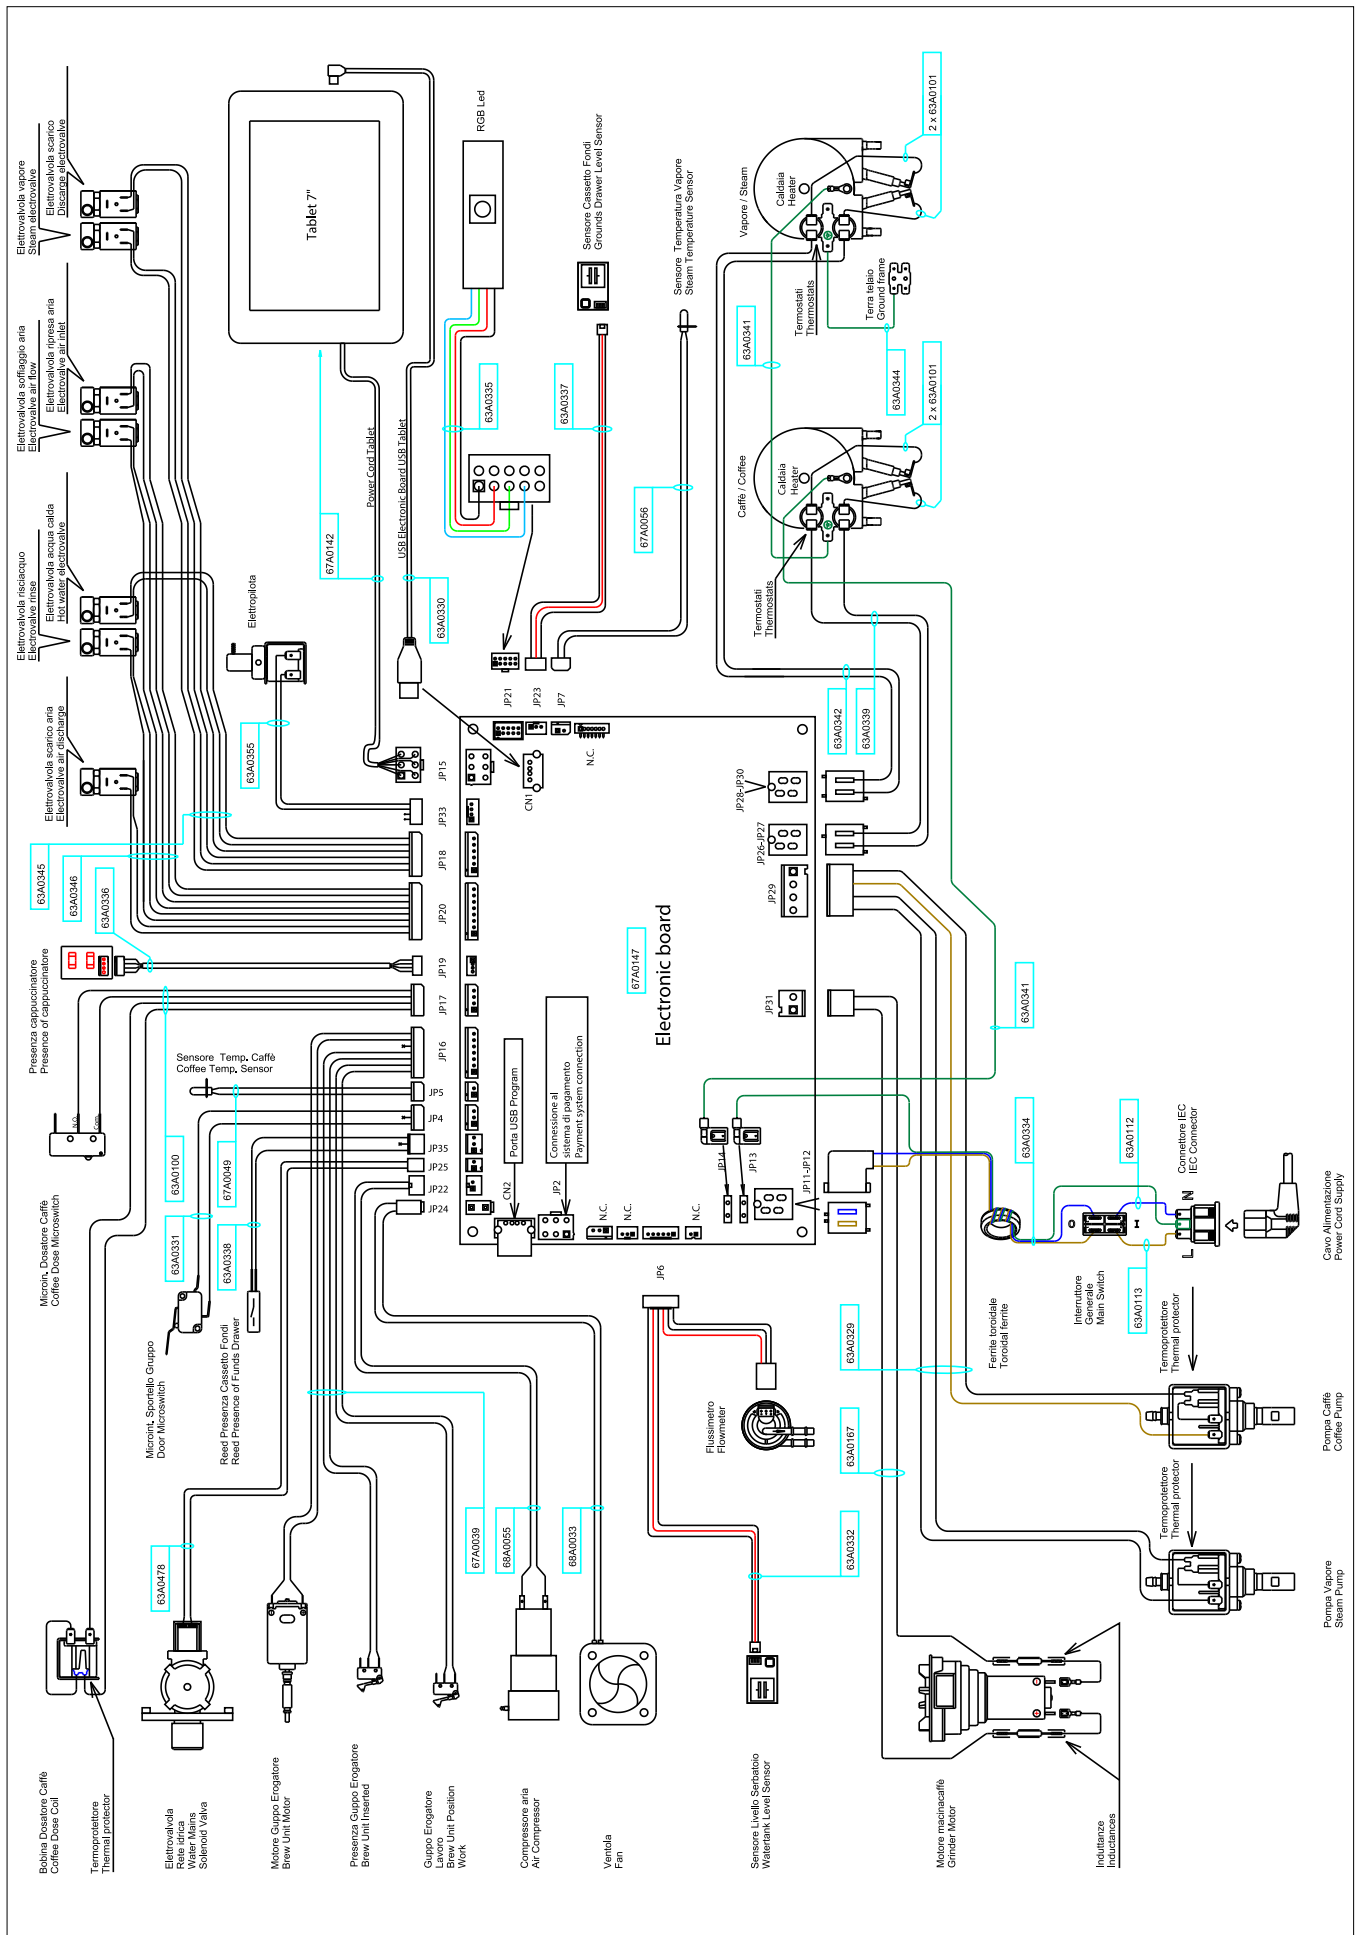 Elettrovalvola scarico
Discarge electrovalve
Elettrovalvola vapore
Steam electrovalve
Elettrovalvola ripresa aria
Electrovalve air inlet
Elettrovalvola soffiaggio aria
Electrovalve air flow
Elettrovalvola acqua calda
Hot water electrovalve
Elettrovalvola risciacquo
Electrovalve rinse
Elettrovalvola scarico aria
Electrovalve air discharge
Elettropilota
Tablet 7"
RGB Led
Sensore Cassetto Fondi
Grounds Drawer Level Sensor
Sensore Temperatura Vapore
Steam Temperature Sensor
Vapore / Steam
Caldaia
Heater
Termostati
Thermostats
Terra telaio
Ground frame
2 x 63A0101
63A0341
63A0344
Caffè / Coffee
Caldaia
Heater
Termostati
Thermostats
2 x 63A0101
Power Cord Tablet
USB Electronic Board USB Tablet
67A0142
63A0330
63A0335
63A0337
67A0056
63A0342
63A0339
63A0355
63A0345
63A0346
63A0336
JP21
JP23
JP7
N.C.
CN1
JP15
JP33
JP18
JP20
JP19
JP17
JP16
JP5
JP4
JP35
JP25
JP22
JP24
JP28-JP30
JP26-JP27
JP29
JP31
67A0147
Electronic board
JP14
JP13
JP11-JP12
Porta USB Program
CN2
Connessione al
sistema di pagamento
Payment system connection
JP2
N.C.
N.C.
N.C.
JP6
Presenza cappuccinatore
Presence of cappuccinatore
N.O.
Com.
Microin. Dosatore Caffè
Coffee Dose Microswitch
63A0100
Sensore Temp. Caffè
Coffee Temp. Sensor
67A0049
63A0331
63A0338
Microint. Sportello Gruppo
Door Microswitch
Reed Presenza Cassetto Fondi
Reed Presence of Funds Drawer
63A0478
67A0039
68A0055
68A0033
Bobina Dosatore Caffè
Coffee Dose Coil
Termoprotettore
Thermal protector
Elettrovalvola
Rete idrica
Water Mains
Solenoid Valva
Motore Guppo Erogatore
Brew Unit Motor
Presenza Guppo Erogatore
Brew Unit Inserted
Guppo Erogatore
Lavoro
Brew Unit Position
Work
Compressore aria
Air Compressor
Ventola
Fan
Flussimetro
Flowmeter
63A0332
Sensore Livello Serbatoio
Watertank Level Sensor
63A0329
63A0167
Motore macinacaffè
Grinder Motor
Induttanze
Inductances
63A0341
63A0334
63A0112
63A0113
Ferrite toroidale
Toroidal ferrite
Interruttore
Generale
Main Switch
O
I
Connettore IEC
IEC Connector
N
L
Cavo Alimentazione
Power Cord Supply
Termoprotettore
Thermal protector
Pompa Caffè
Coffee Pump
Termoprotettore
Thermal protector
Pompa Vapore
Steam Pump